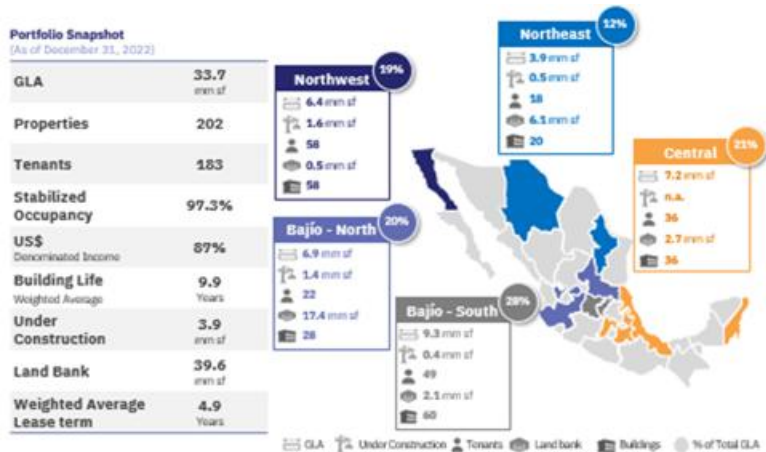 Portfolio Snapshot
(As of December 31, 2022)
GLA 33.7
mm sf
Properties 202
Tenants 183
Stabilized
Occupancy 97.3%
US$ 87%
Denominated Income
Building Life 9.9
Weighted Average Years
Under
Construction 3.9
mm sf
Land Bank 39.6
mm sf
Weighted Average
Lease term 4.9
Years
Northwest 19%
6.4 mm sf
1.6 mm sf
58
0.5 mm sf
58
Northeast 12%
3.9 mm sf
0.5 mm sf
18
6.1 mm sf
20
Central 21%
7.2 mm sf
n.a.
36
2.7 mm sf
36
Bajío - North 20%
6.9 mm sf
1.4 mm sf
22
17.4 mm sf
28
Bajío - South 28%
9.3 mm sf
0.4 mm sf
49
2.1 mm sf
60
GLA Under Construction Tenants Land bank Buildings % of Total GLA